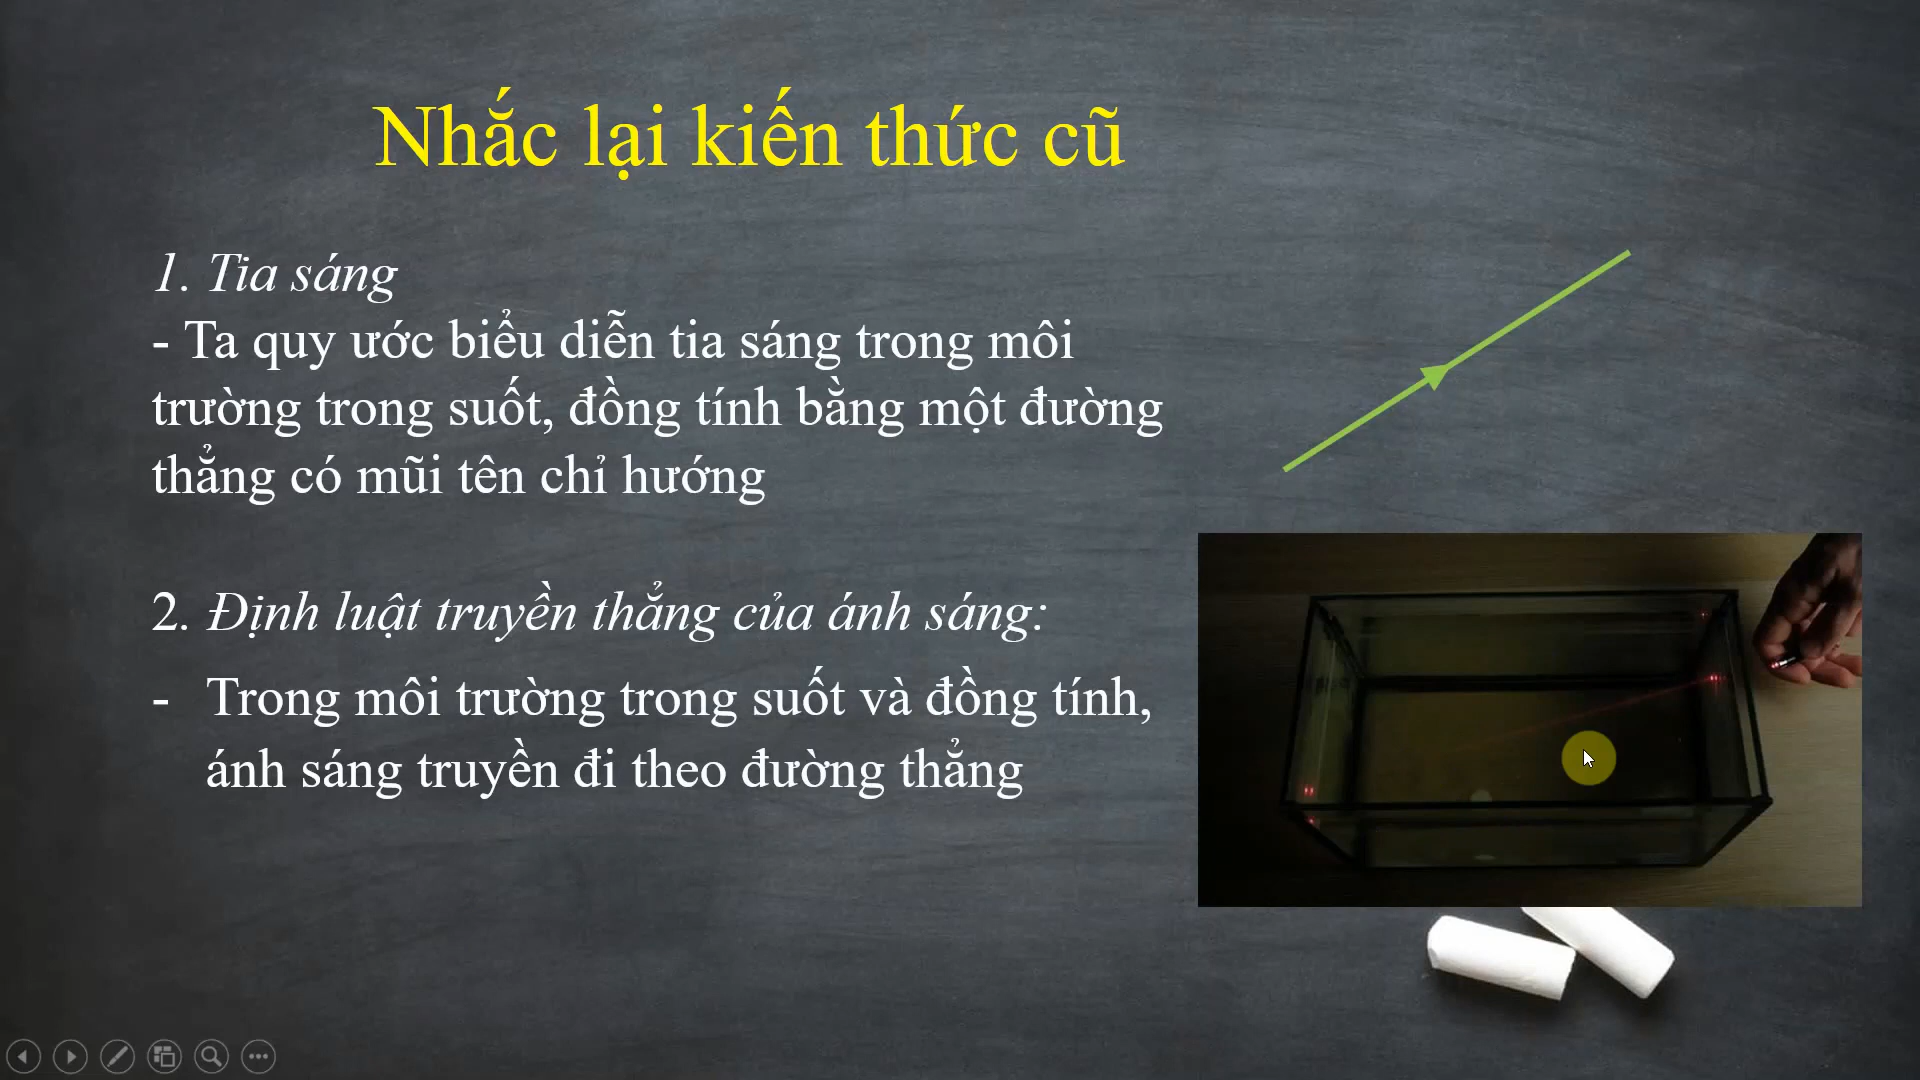 Nhắc lại kiến thức cũ
1. Tia sáng
- Ta quy ước biểu diễn tia sáng trong môi
trường trong suốt, đồng tính bằng một đường
thẳng có mũi tên chỉ hướng
2. Định luật truyền thẳng của ánh sáng:
- Trong môi trường trong suốt và đồng tính,
ánh sáng truyền đi theo đường thẳng